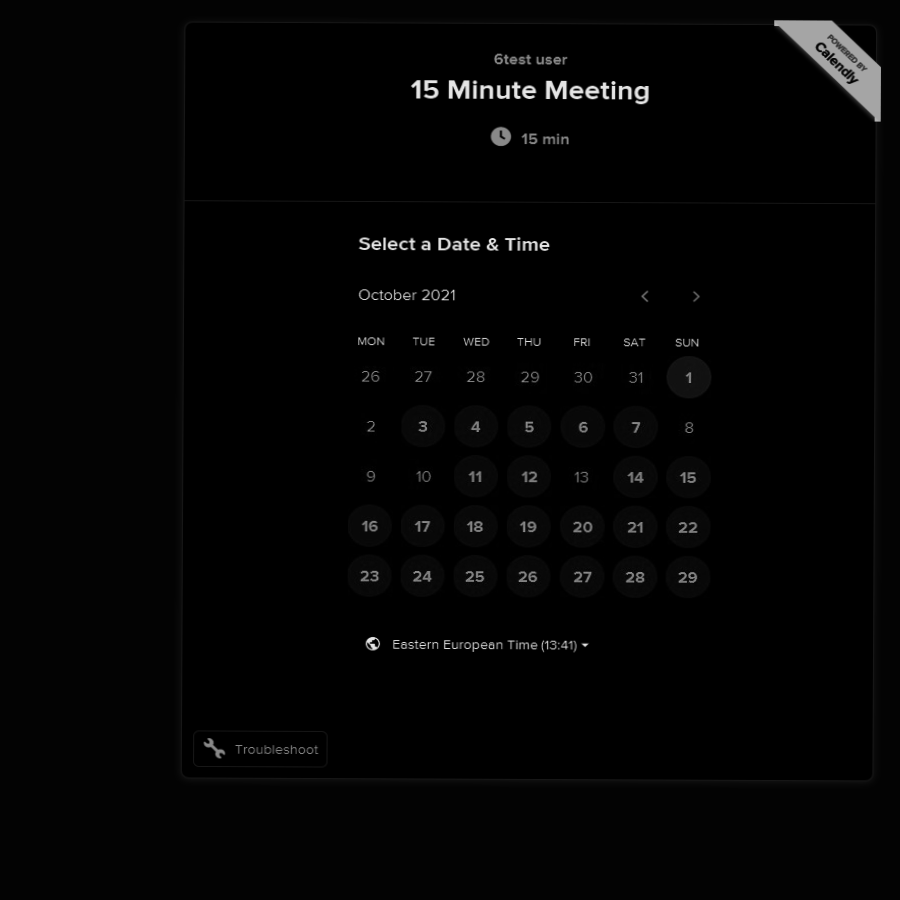 POWERED BY
Calendly
6test user
15 Minute Meeting
15 min
Select a Date & Time
October 2021
MON TUE WED THU FRI SAT SUN
26 27 28 29 30 31 1
2 3 4 5 6 7 8
9 10 11 12 13 14 15
16 17 18 19 20 21 22
23 24 25 26 27 28 29
Eastern European Time (13:41)
Troubleshoot